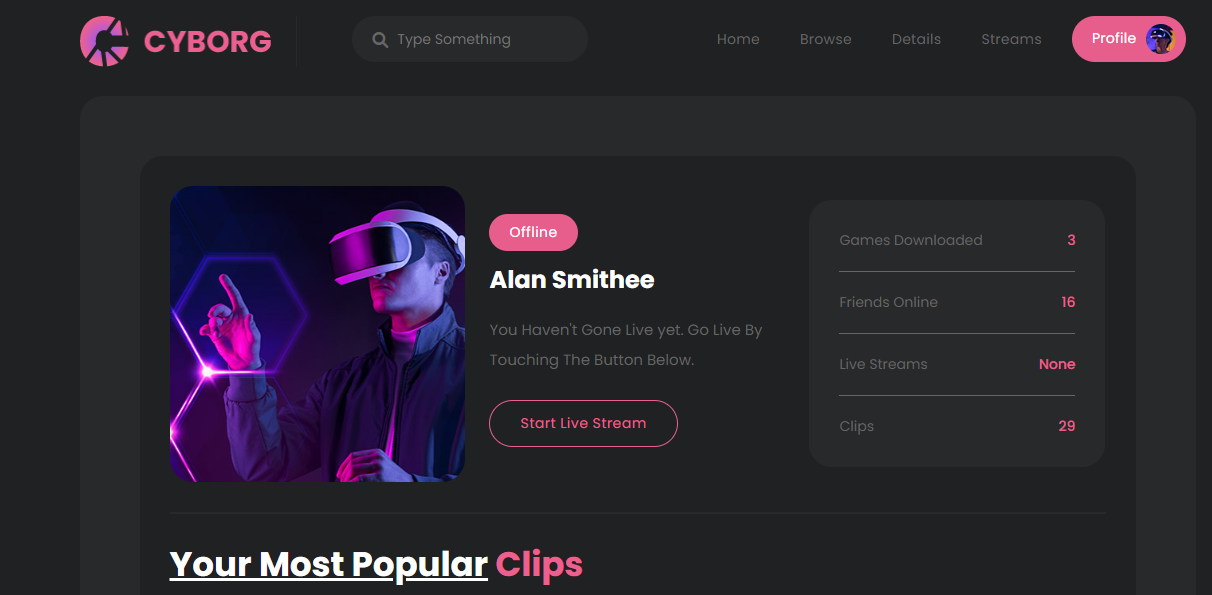 CYBORG
Type Something
Home
Browse
Details
Streams
Profile
Offline
Alan Smithee
You Haven't Gone Live yet. Go Live By
Touching The Button Below.
Start Live Stream
Games Downloaded 3
Friends Online 16
Live Streams None
Clips 29
Your Most Popular Clips